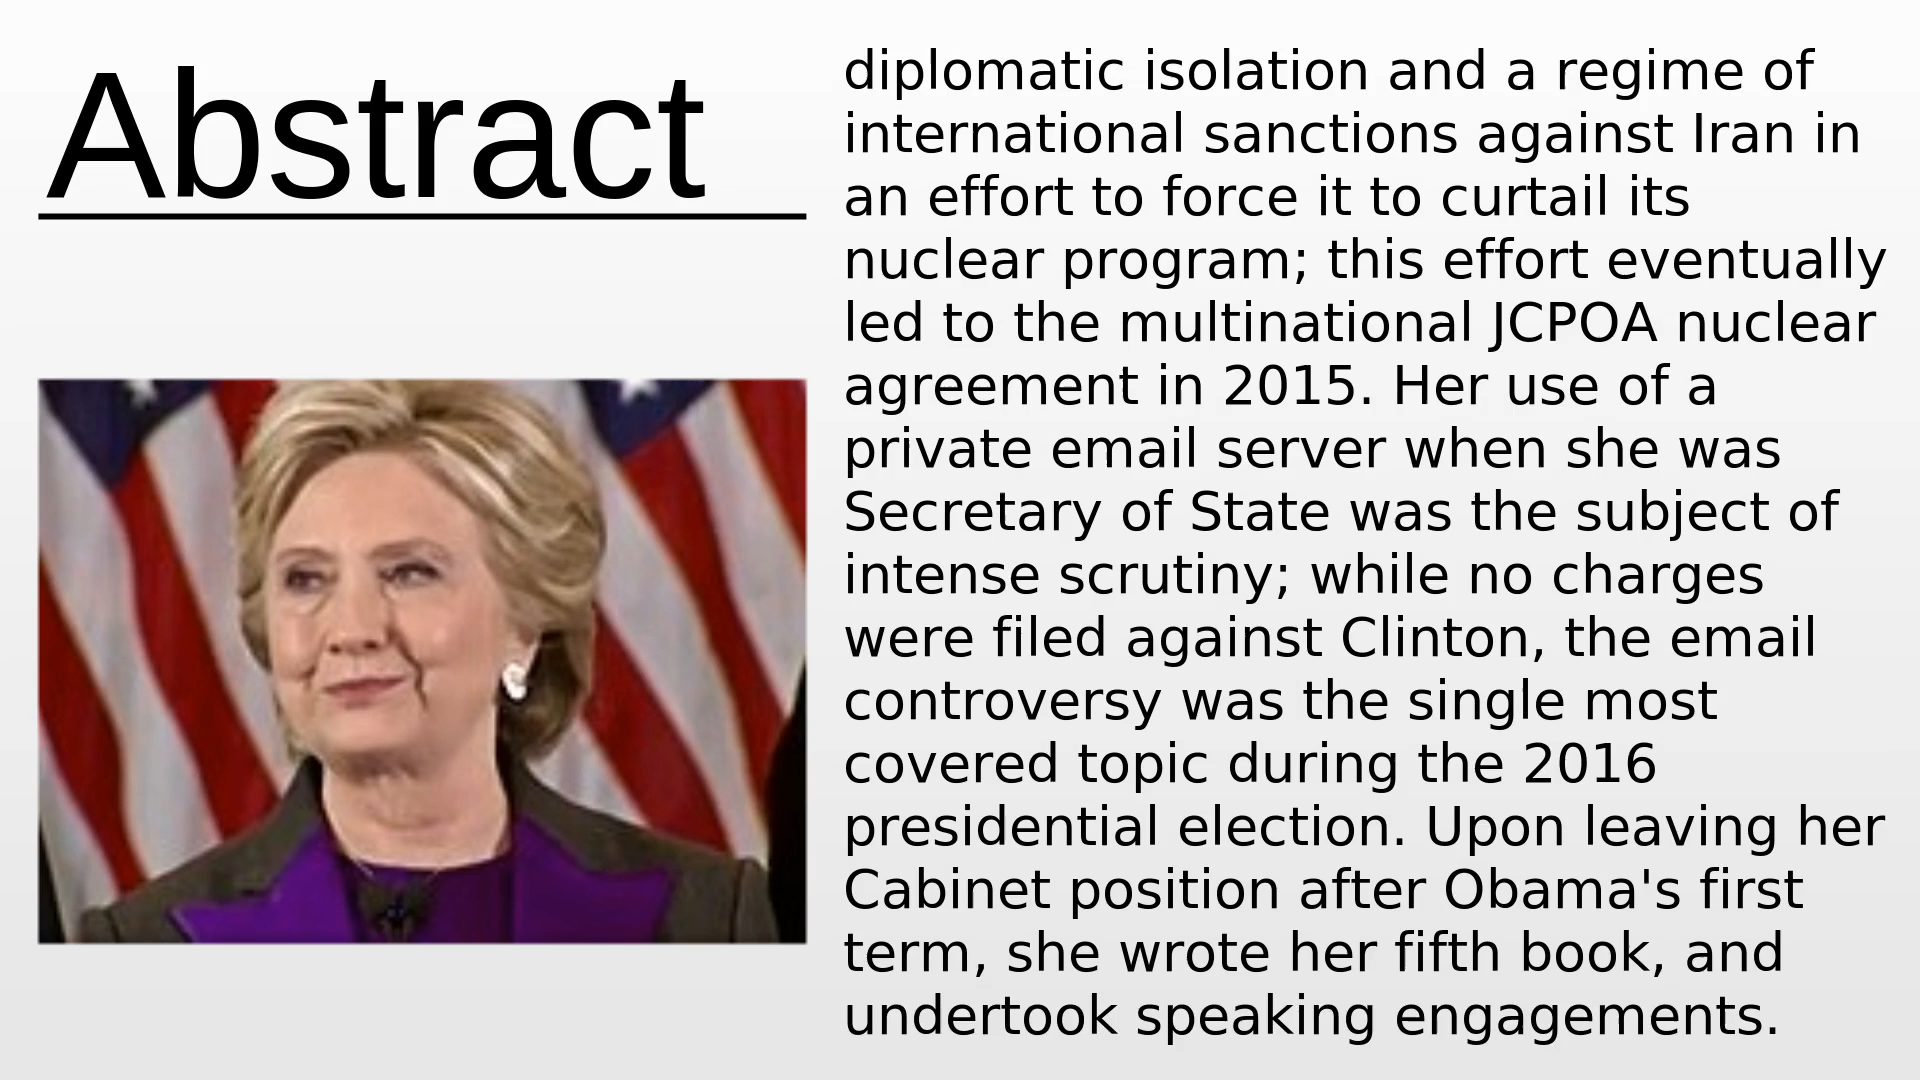 Abstract
diplomatic isolation and a regime of
international sanctions against Iran in
an effort to force it to curtail its
nuclear program; this effort eventually
led to the multinational JCPOA nuclear
agreement in 2015. Her use of a
private email server when she was
Secretary of State was the subject of
intense scrutiny; while no charges
were filed against Clinton, the email
controversy was the single most
covered topic during the 2016
presidential election. Upon leaving her
Cabinet position after Obama's first
term, she wrote her fifth book, and
undertook speaking engagements.